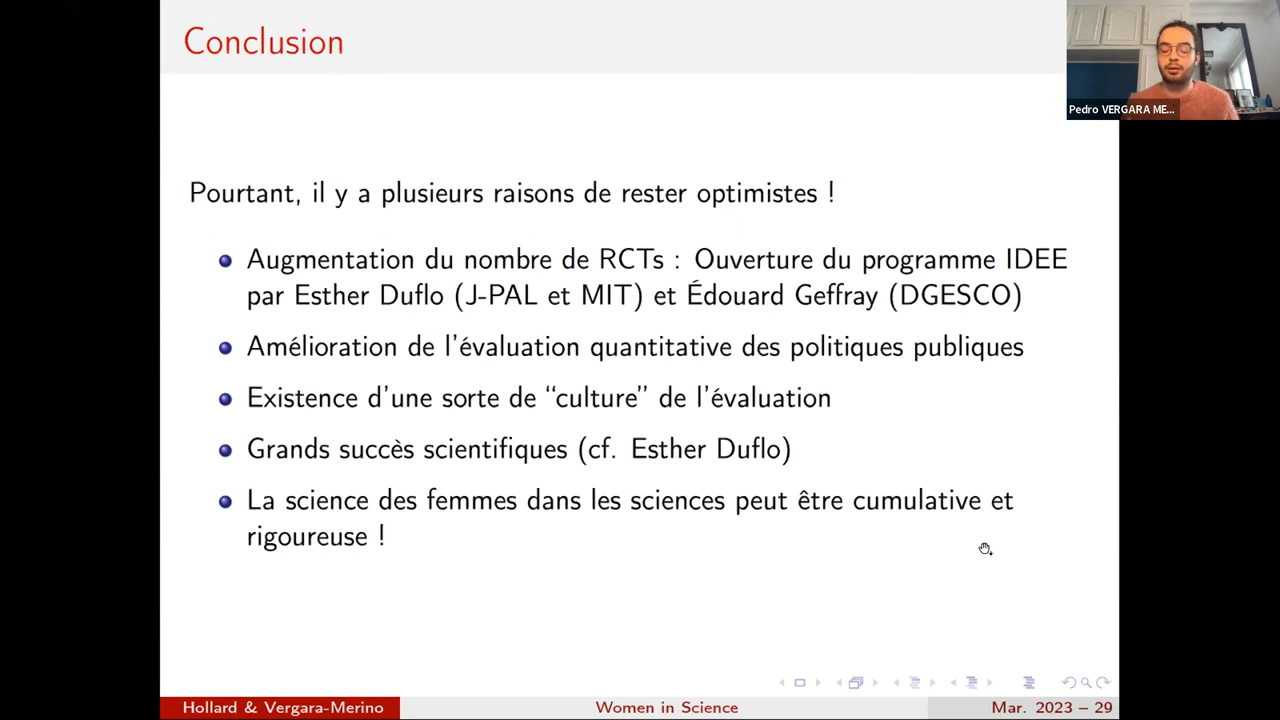 Conclusion
Pedro VERGARA ME...
Pourtant, il y a plusieurs raisons de rester optimistes !
Augmentation du nombre de RCTs : Ouverture du programme IDEE
par Esther Duflo (J-PAL et MIT) et Édouard Geffray (DGESCO)
Amélioration de l'évaluation quantitative des politiques publiques
Existence d'une sorte de “culture” de l'évaluation
Grands succès scientifiques (cf. Esther Duflo)
La science des femmes dans les sciences peut être cumulative et
rigoureuse !
Hollard & Vergara-Merino
Women in Science
Mar. 2023 – 29